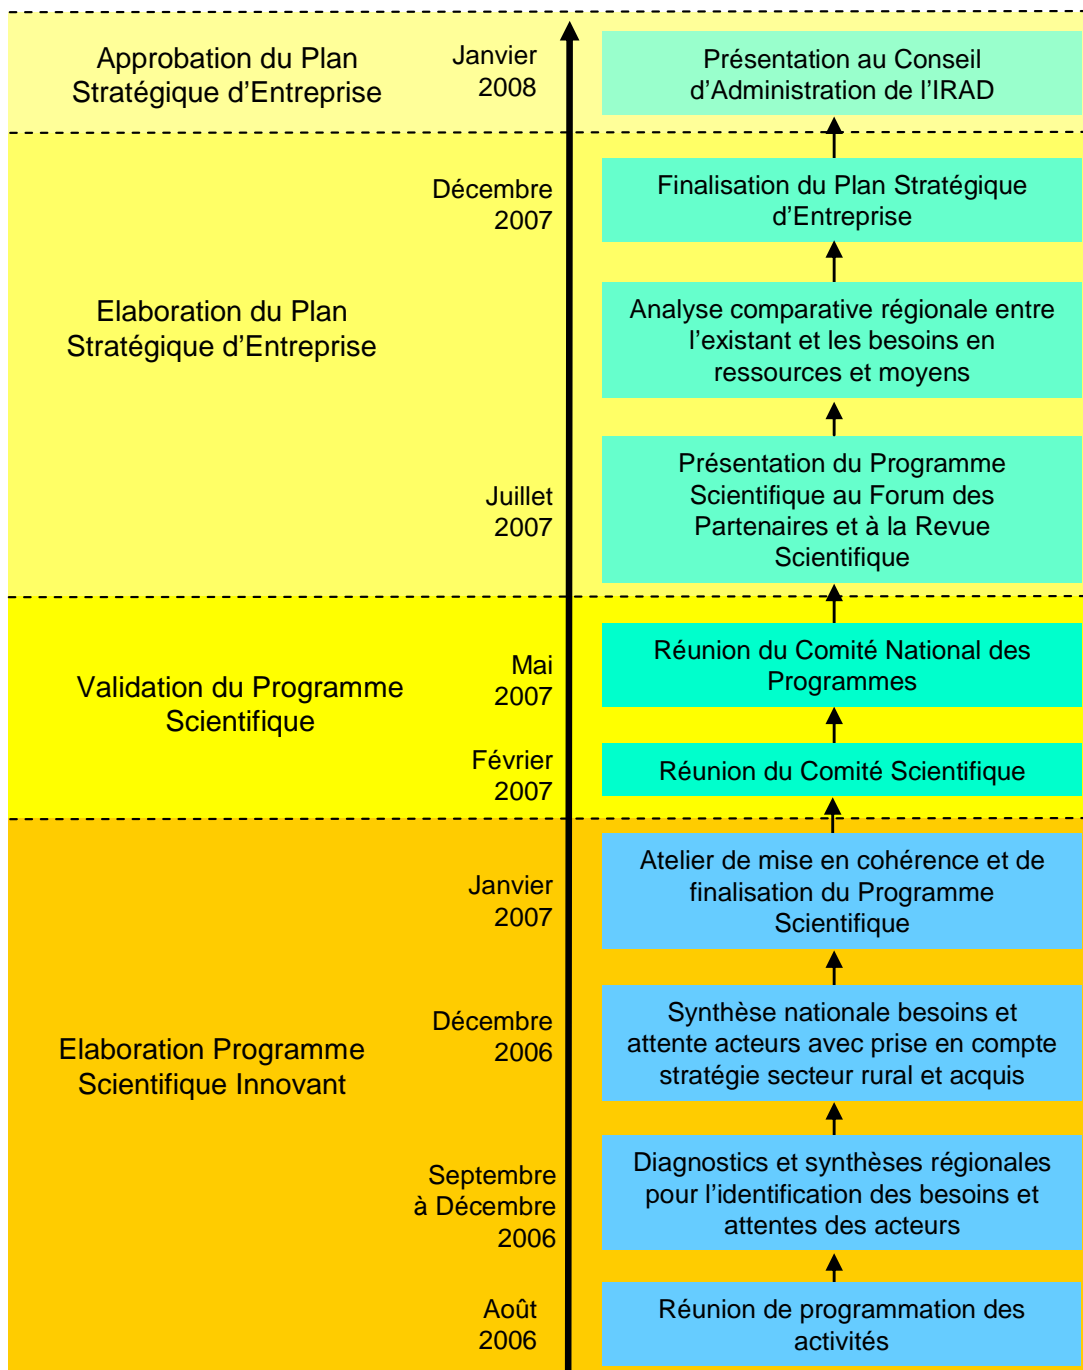 Approbation du Plan
Stratégique d’Entreprise
Janvier
2008
Présentation au Conseil
d’Administration de l’IRAD
Elaboration du Plan
Stratégique d’Entreprise
Décembre
2007
Finalisation du Plan Stratégique
d’Entreprise
Analyse comparative régionale entre
l’existant et les besoins en
ressources et moyens
Juillet
2007
Présentation du Programme
Scientifique au Forum des
Partenaires et à la Revue
Scientifique
Validation du Programme
Scientifique
Mai
2007
Réunion du Comité National des
Programmes
Février
2007
Réunion du Comité Scientifique
Elaboration Programme
Scientifique Innovant
Janvier
2007
Atelier de mise en cohérence et de
finalisation du Programme
Scientifique
Décembre
2006
Synthèse nationale besoins et
attente acteurs avec prise en compte
stratégie secteur rural et acquis
Septembre
à Décembre
2006
Diagnostics et synthèses régionales
pour l’identification des besoins et
attentes des acteurs
Août
2006
Réunion de programmation des
activités